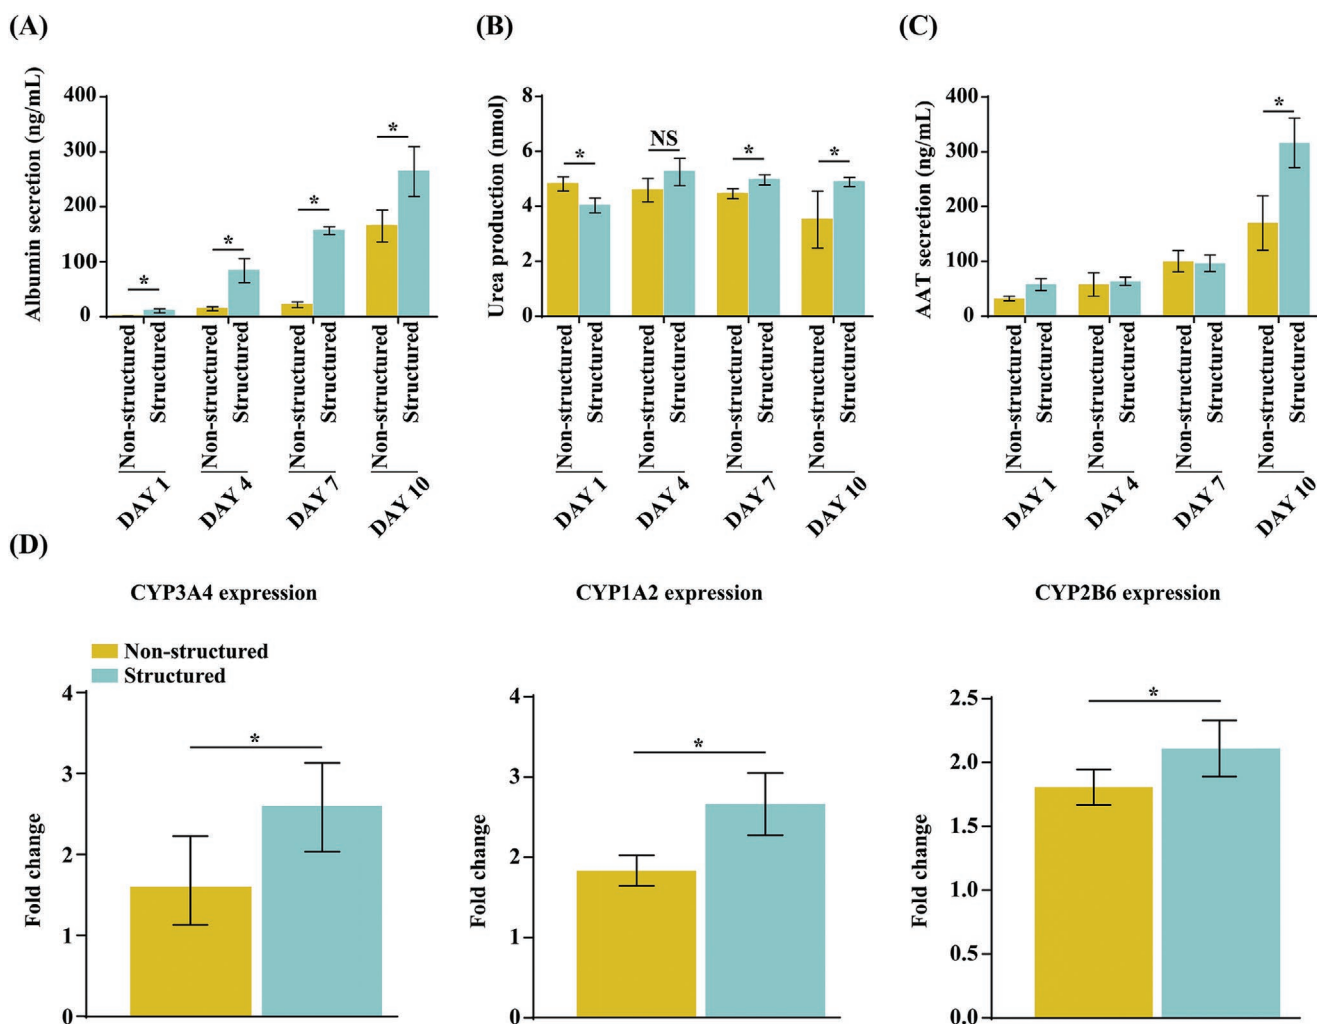 (A)
Albumin secretion (ng/mL)
400
300
200
100
0
*
*
*
*
Non-structured
Structured
Non-structured
Structured
Non-structured
Structured
Non-structured
Structured
DAY 1
DAY 4
DAY 7
DAY 10
(B)
Urea production (nmol)
8
6
4
2
0
*
NS
*
*
Non-structured
Structured
Non-structured
Structured
Non-structured
Structured
Non-structured
Structured
DAY 1
DAY 4
DAY 7
DAY 10
(C)
AAT secretion (ng/mL)
400
300
200
100
0
*
Non-structured
Structured
Non-structured
Structured
Non-structured
Structured
Non-structured
Structured
DAY 1
DAY 4
DAY 7
DAY 10
(D)
CYP3A4 expression
Non-structured
Structured
Fold change
4
3
2
1
0
*
CYP1A2 expression
Fold change
4
3
2
1
0
*
CYP2B6 expression
Fold change
2.5
2.0
1.5
1.0
0.5
0.0
*